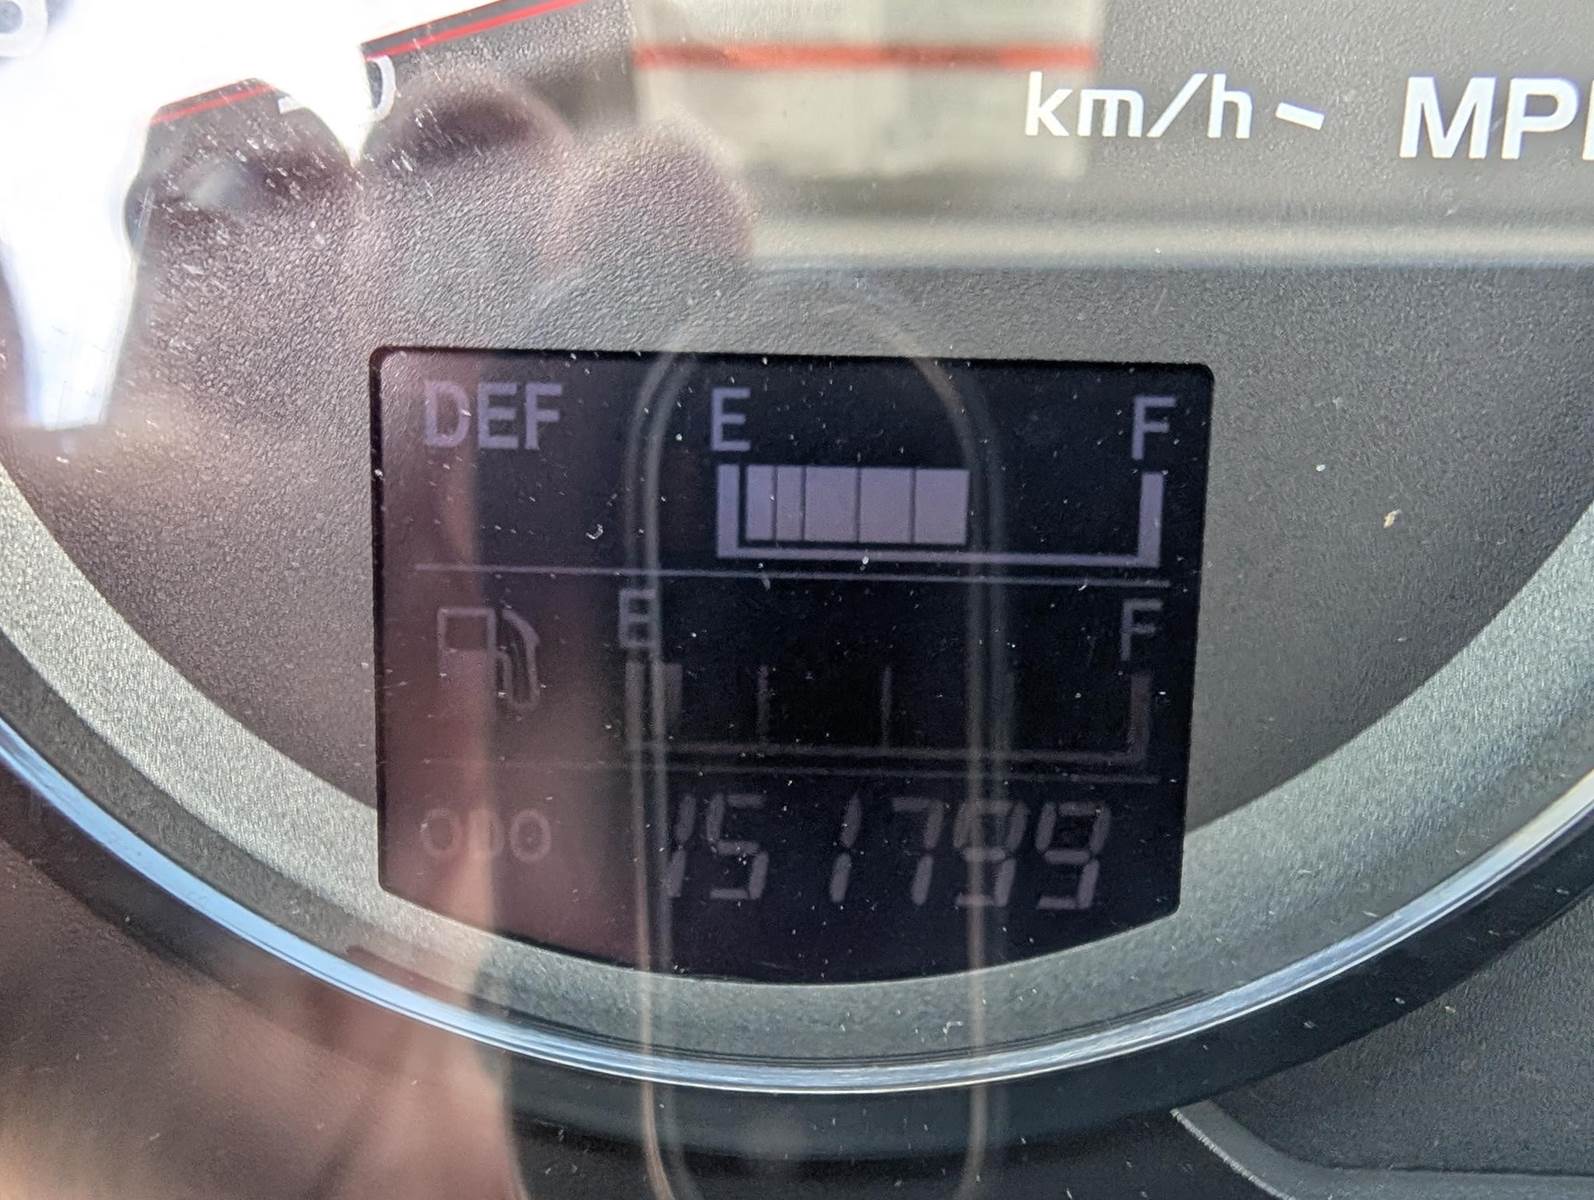 km/h MP
DEF E F
E F
ODO 151799